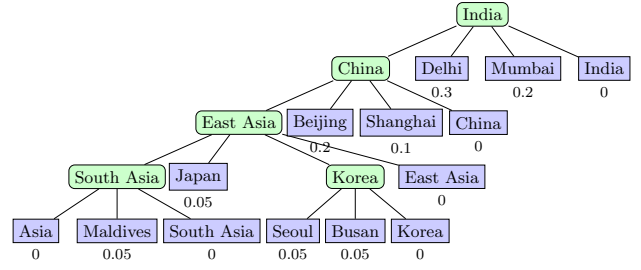 India
China Delhi Mumbai India
0.3 0.2 0
East Asia Beijing Shanghai China
0.2 0.1 0
South Asia Japan Korea East Asia
0.05 0
Asia Maldives South Asia Seoul Busan Korea
0 0.05 0 0.05 0.05 0